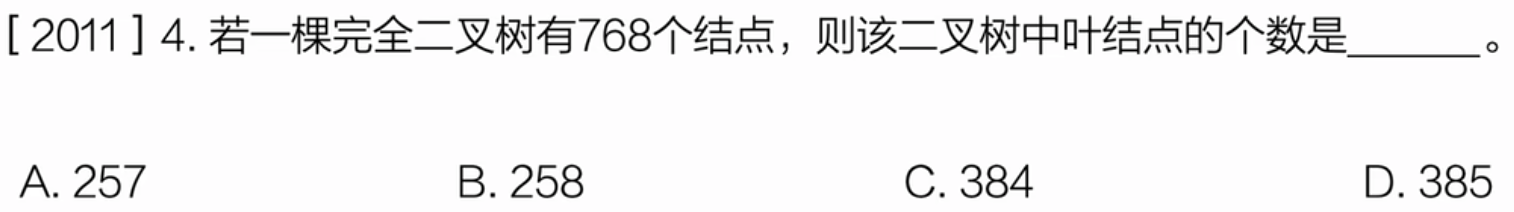 [ 2011 ] 4. 若一棵完全二叉树有768个结点，则该二叉树中叶结点的个数是______。
A. 257 B. 258 C. 384 D. 385